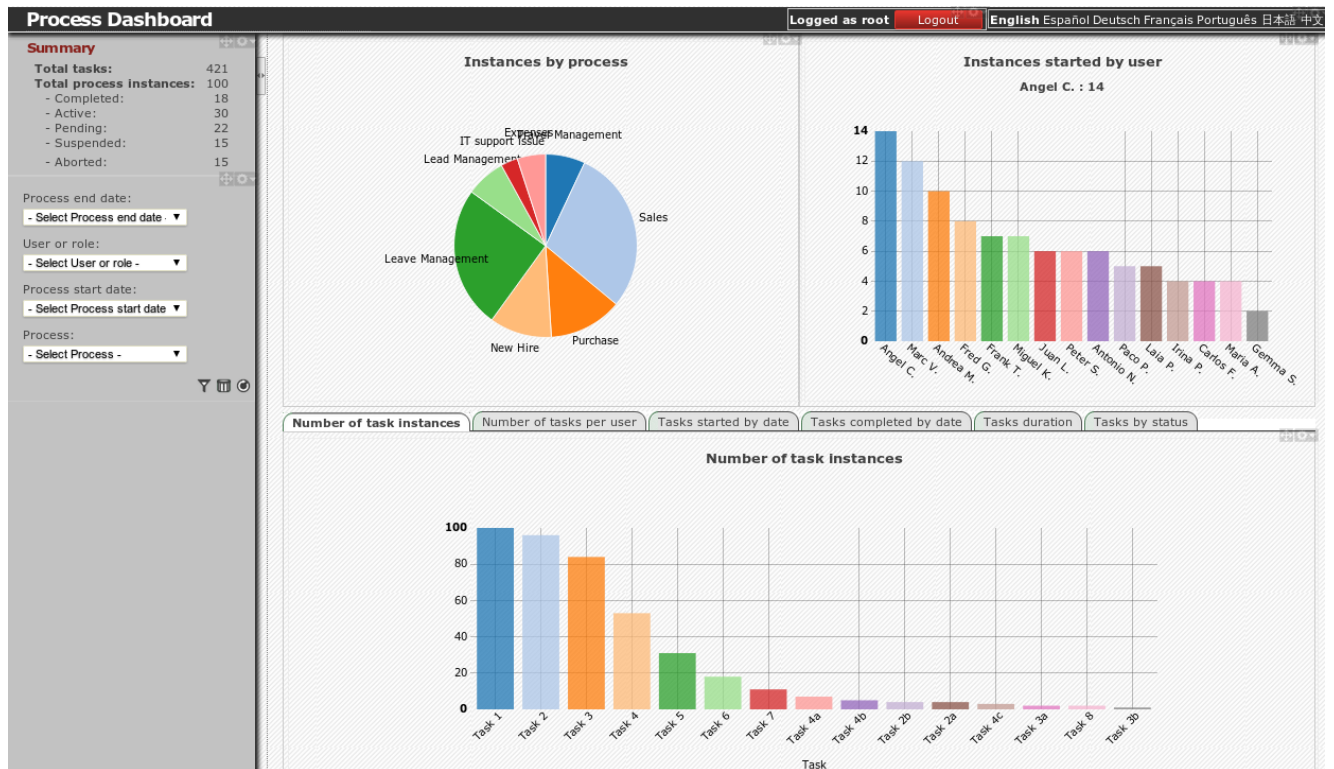 Process Dashboard
Logged as root Logout English Español Deutsch Français Português 日本語 中文
Summary
Total tasks: 421
Total process instances: 100
- Completed: 18
- Active: 30
- Pending: 22
- Suspended: 15
- Aborted: 15
Process end date:
- Select Process end date -
User or role:
- Select User or role -
Process start date:
- Select Process start date
Process:
- Select Process -
Instances by process
Expenses
Travel Management
IT support Issue
Lead Management
Sales
Leave Management
Purchase
New Hire
Instances started by user
Angel C. : 14
14
12
10
8
6
4
2
0
Angel C. Marc V. Andrea M. Fred G. Frank T. Miguel K. Juan L. Peter S. Antonio N. Paco P. Laia P. Irina P. Carlos F. Maria A. Gemma S.
Number of task instances Number of tasks per user Tasks started by date Tasks completed by date Tasks duration Tasks by status
Number of task instances
100
80
60
40
20
0
Task 1 Task 2 Task 3 Task 4 Task 5 Task 6 Task 7 Task 4a Task 4b Task 2b Task 2a Task 4c Task 3a Task 8 Task 3b
Task